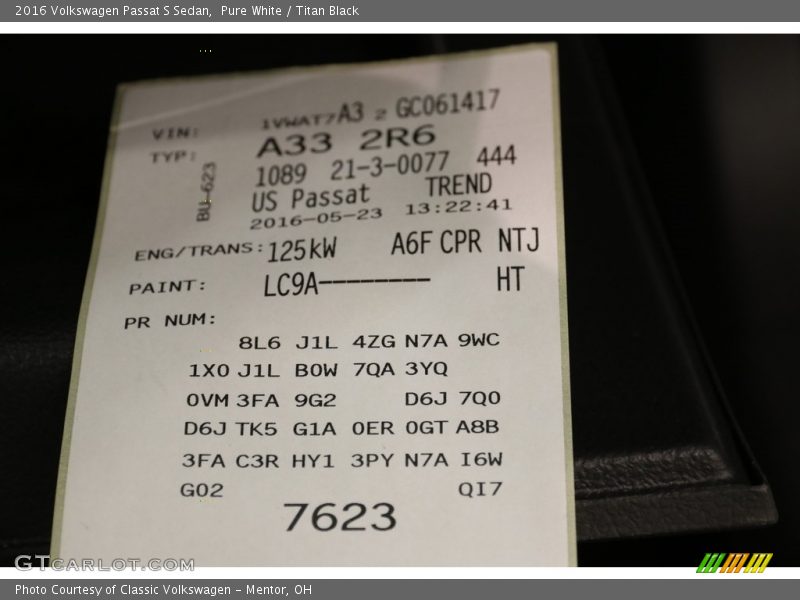 2016 Volkswagen Passat S Sedan,  Pure White / Titan Black
VIN: 1VWAT7A3 2 GC061417
TYP: A33 2R6
1089 21-3-0077 444
BU-623
US Passat TREND
2016-05-23 13:22:41
ENG/TRANS: 125kW A6F CPR NTJ
PAINT: LC9A--------- HT
PR NUM:
8L6 J1L 4ZG N7A 9WC
1X0 J1L B0W 7QA 3YQ
0VM 3FA 9G2 D6J 7Q0
D6J TK5 G1A 0ER 0GT A8B
3FA C3R HY1 3PY N7A I6W
G02 QI7
7623
GTCARLOT.COM
Photo Courtesy of Classic Volkswagen - Mentor, OH